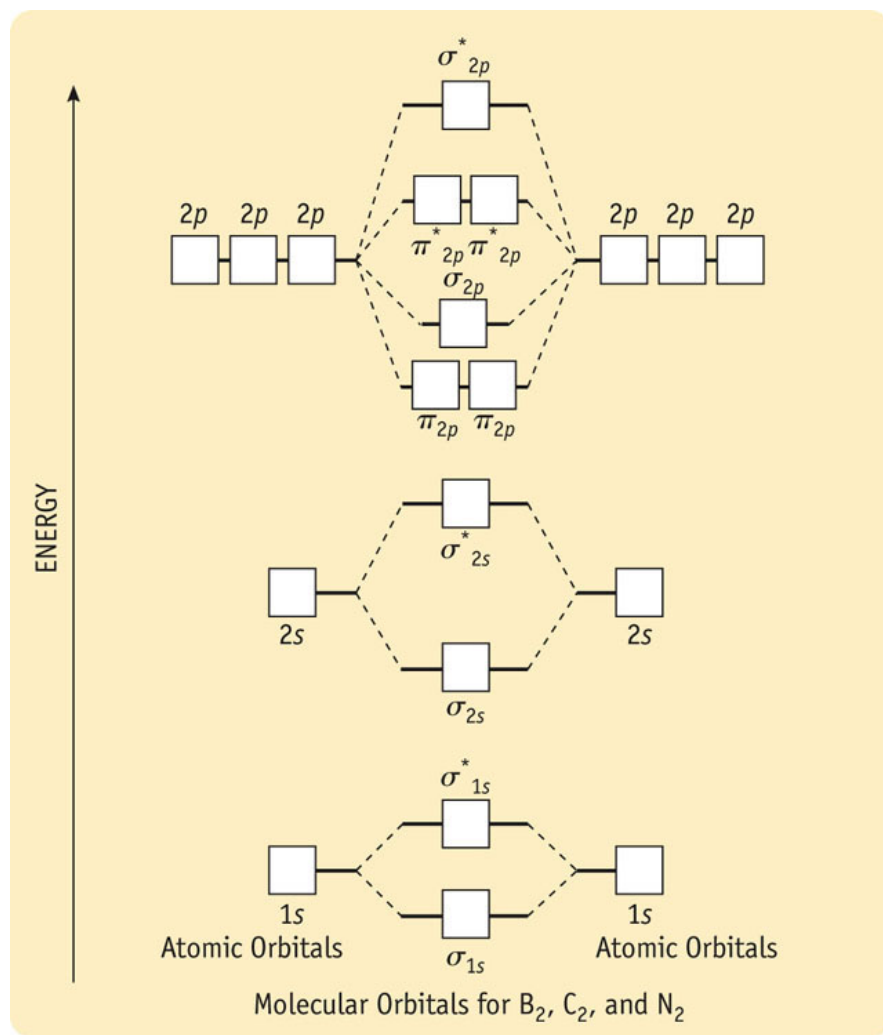 σ*2p
2p 2p 2p
π*2p π*2p
2p 2p 2p
σ2p
π2p π2p
σ*2s
2s
2s
σ2s
σ*1s
1s
1s
Atomic Orbitals
Atomic Orbitals
σ1s
ENERGY
Molecular Orbitals for B2, C2, and N2